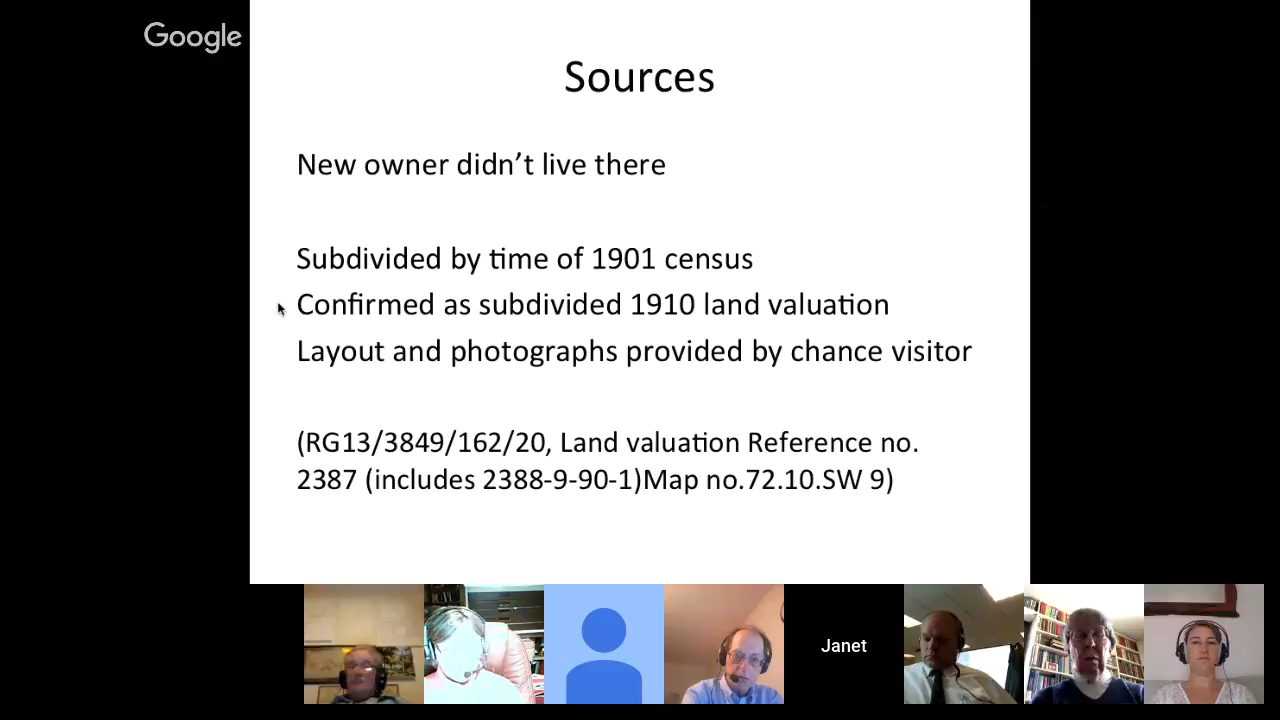 Google
Sources
New owner didn’t live there
Subdivided by time of 1901 census
Confirmed as subdivided 1910 land valuation
Layout and photographs provided by chance visitor
(RG13/3849/162/20, Land valuation Reference no.
2387 (includes 2388-9-90-1)Map no.72.10.SW 9)
Janet